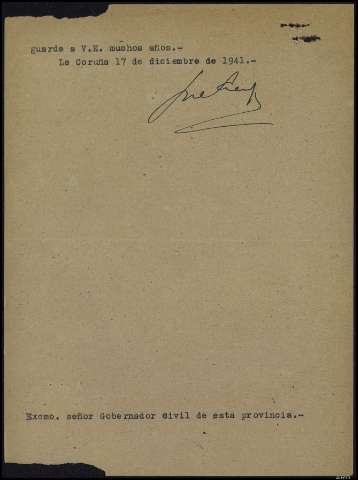 guarde a V.E. muchos años.-
La Coruña 17 de diciembre de 1941.-
Excmo. señor Gobernador Civil de esta provincia.-